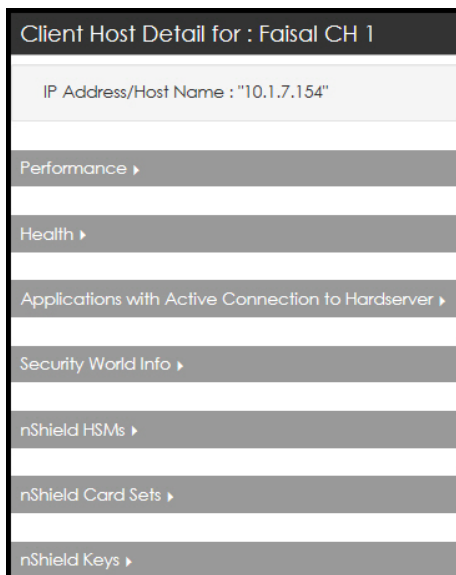 Client Host Detail for : Faisal CH 1
IP Address/Host Name : "10.1.7.154"
Performance
Health
Applications with Active Connection to Hardserver
Security World Info
nShield HSMs
nShield Card Sets
nShield Keys